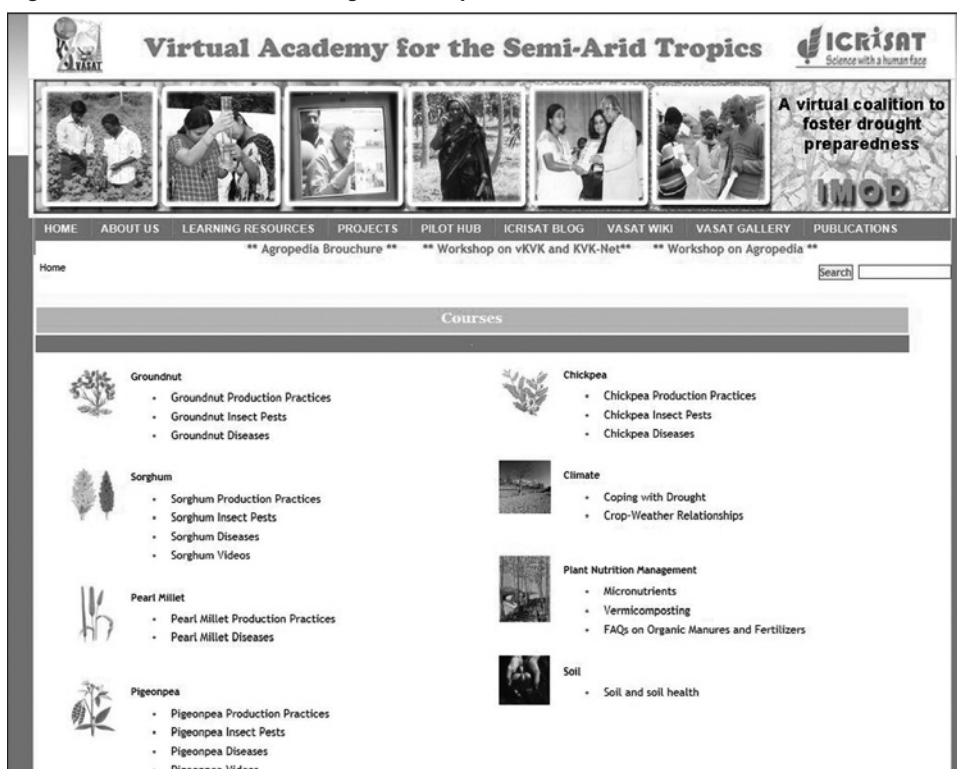 VASAT
Virtual Academy for the Semi-Arid Tropics
ICRISAT
Science with a human face
A virtual coalition to
foster drought
preparedness
IMOD
HOME ABOUT US LEARNING RESOURCES PROJECTS PILOT HUB ICRISAT BLOG VASAT WIKI VASAT GALLERY PUBLICATIONS
** Agropedia Brouchure ** ** Workshop on vKVK and KVK-Net** ** Workshop on Agropedia **
Home
Search
Courses
Groundnut
• Groundnut Production Practices
• Groundnut Insect Pests
• Groundnut Diseases
Sorghum
• Sorghum Production Practices
• Sorghum Insect Pests
• Sorghum Diseases
• Sorghum Videos
Pearl Millet
• Pearl Millet Production Practices
• Pearl Millet Diseases
Pigeonpea
• Pigeonpea Production Practices
• Pigeonpea Insect Pests
• Pigeonpea Diseases
• Pigeonpea Videos
Chickpea
• Chickpea Production Practices
• Chickpea Insect Pests
• Chickpea Diseases
Climate
• Coping with Drought
• Crop-Weather Relationships
Plant Nutrition Management
• Micronutrients
• Vermicomposting
• FAQs on Organic Manures and Fertilizers
Soil
• Soil and soil health